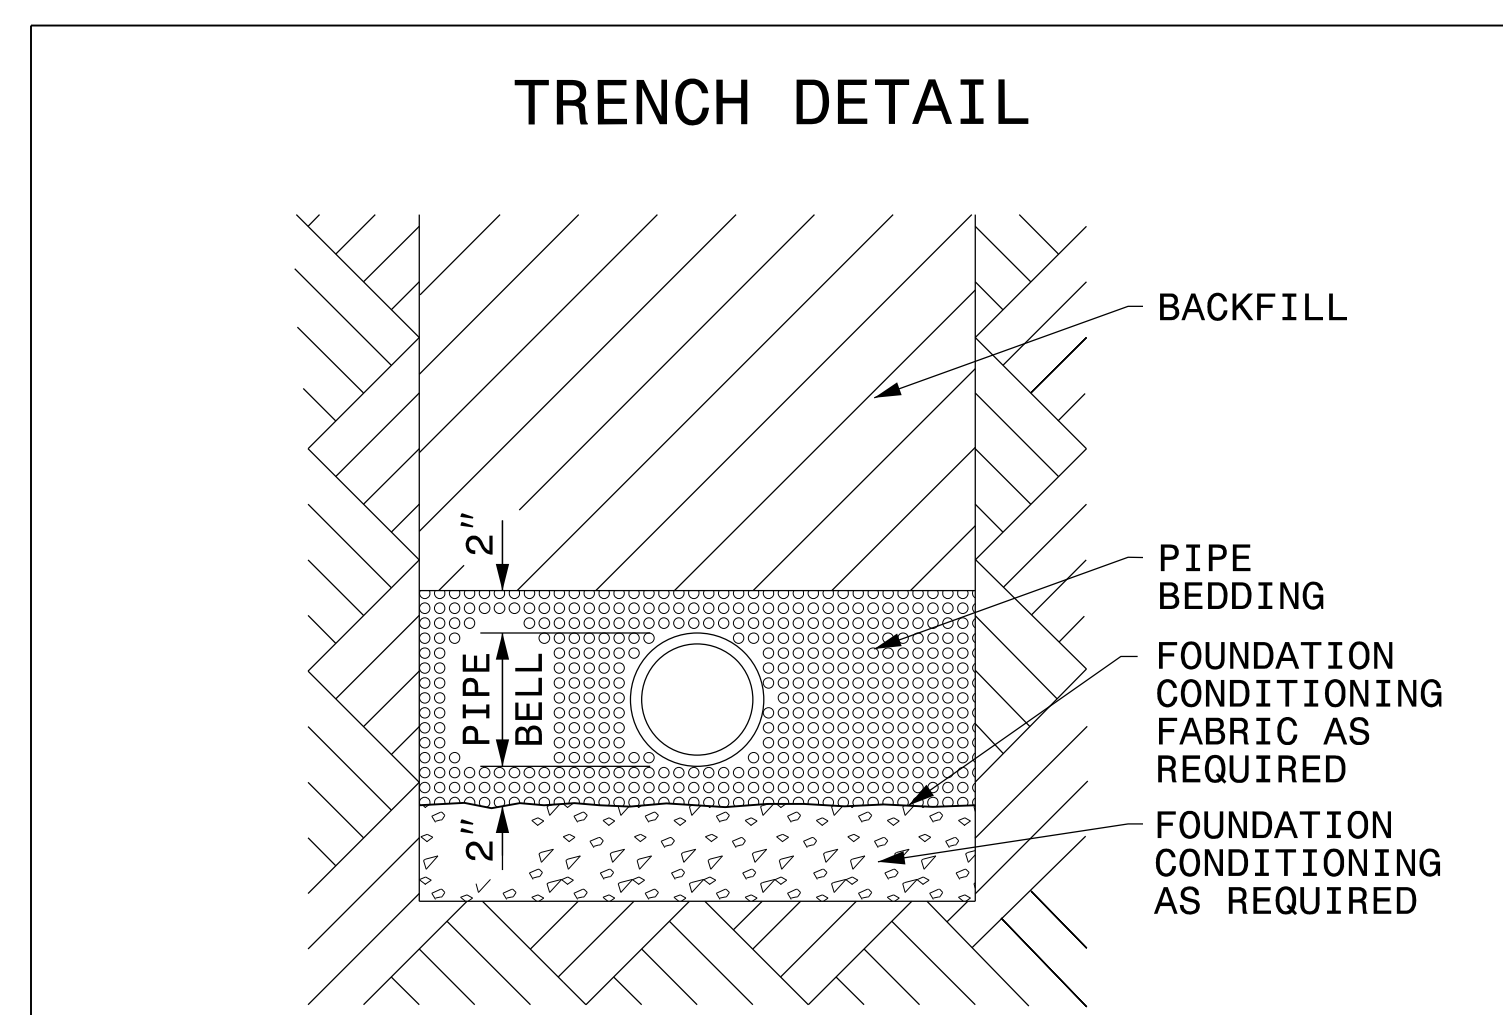 TRENCH DETAIL
BACKFILL
2"
PIPE
BEDDING
PIPE
BELL
FOUNDATION
CONDITIONING
FABRIC AS
REQUIRED
2"
FOUNDATION
CONDITIONING
AS REQUIRED